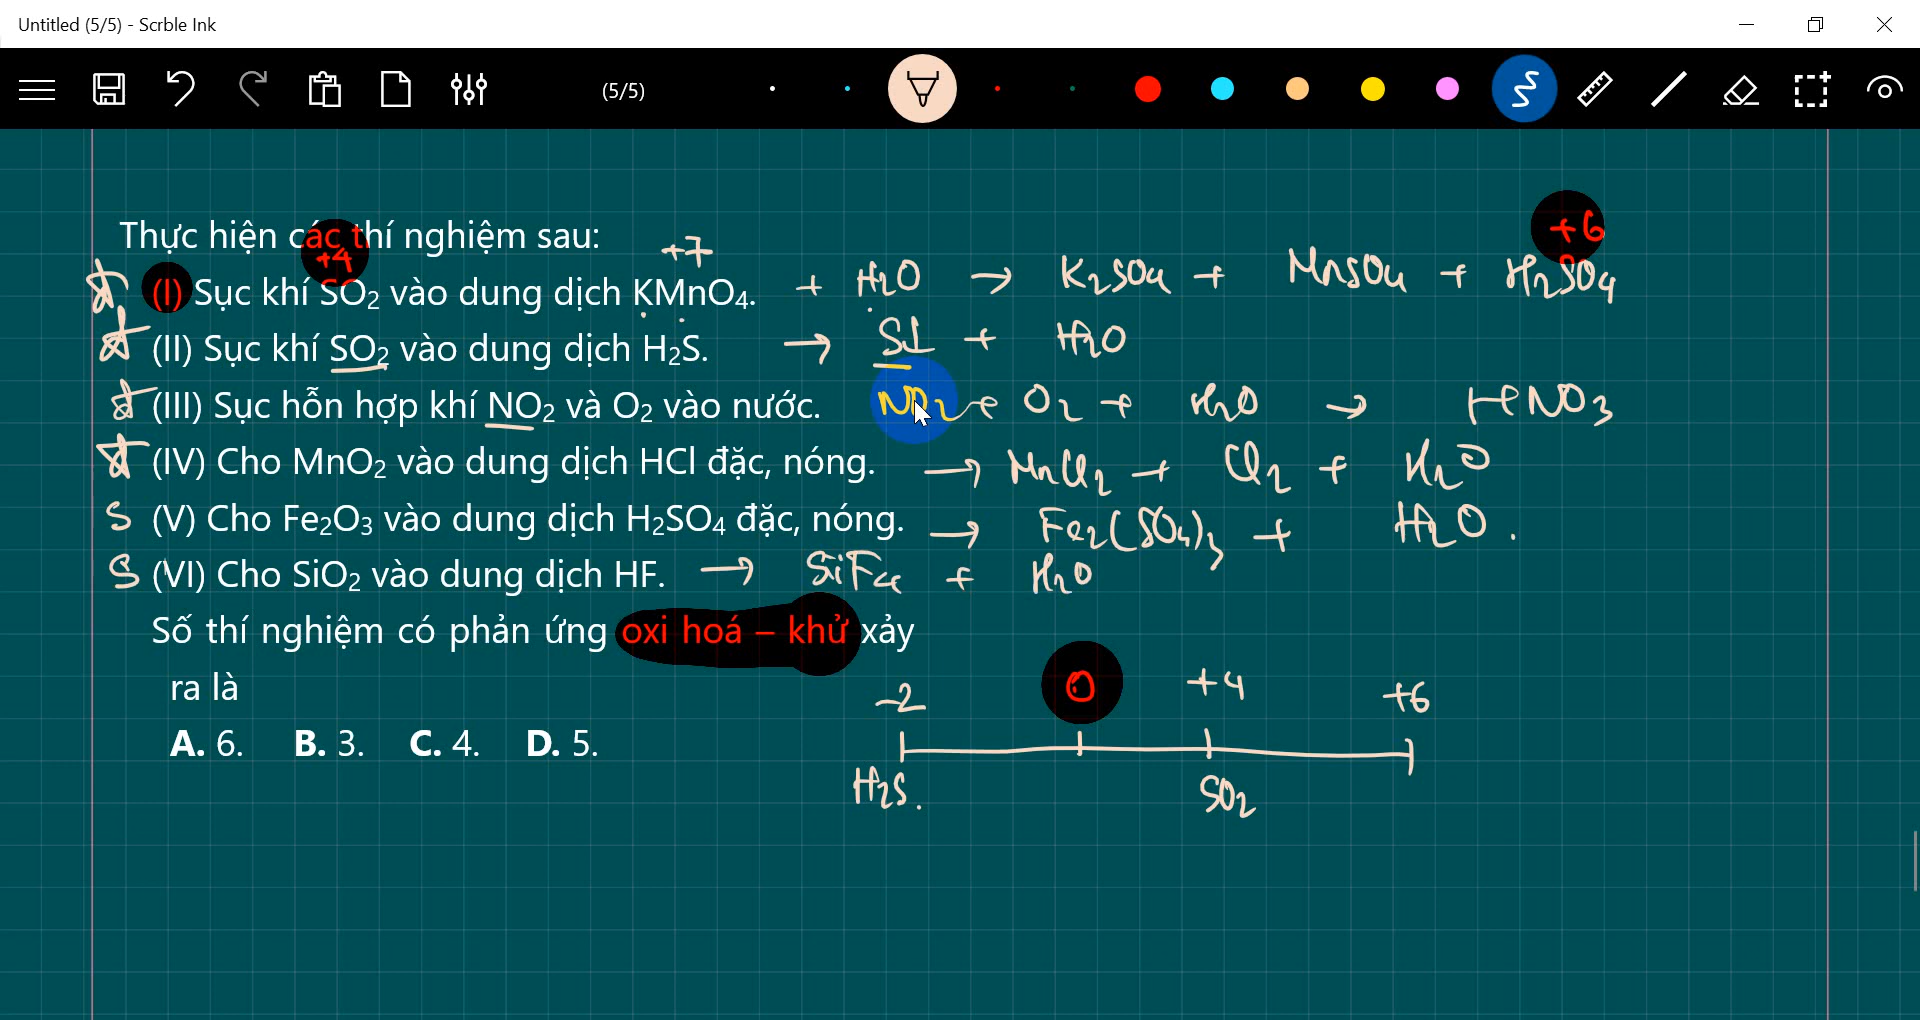 Untitled (5/5) - Scrble Ink
(5/5)
Thực hiện các thí nghiệm sau:
+4 +7 +6
(I) Sục khí SO₂ vào dung dịch KMnO₄. + H₂O → K₂SO₄ + MnSO₄ + H₂SO₄
(II) Sục khí SO₂ vào dung dịch H₂S. → S↓ + H₂O
(III) Sục hỗn hợp khí NO₂ và O₂ vào nước. NO₂ + O₂ + H₂O → HNO₃
(IV) Cho MnO₂ vào dung dịch HCl đặc, nóng. → MnCl₂ + Cl₂ + H₂O
S (V) Cho Fe₂O₃ vào dung dịch H₂SO₄ đặc, nóng. → Fe₂(SO₄)₃ + H₂O.
S (VI) Cho SiO₂ vào dung dịch HF. → SiF₄ + H₂O
Số thí nghiệm có phản ứng oxi hoá – khử xảy
ra là
-2 0 +4 +6
A. 6. B. 3. C. 4. D. 5.
H₂S. SO₂